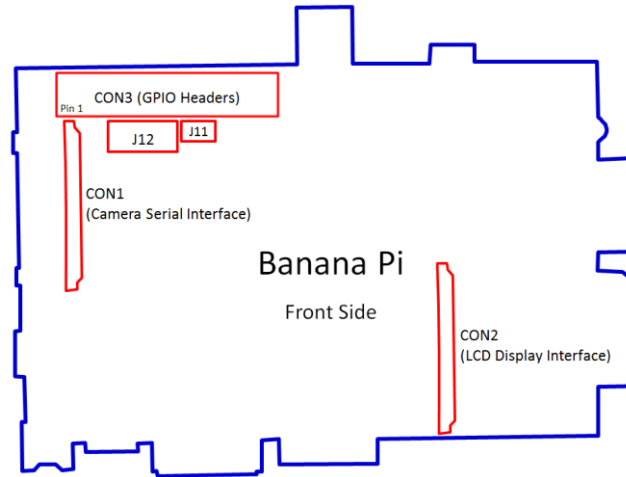 CON3 (GPIO Headers)
Pin 1
J12
J11
CON1
(Camera Serial Interface)
Banana Pi
Front Side
CON2
(LCD Display Interface)